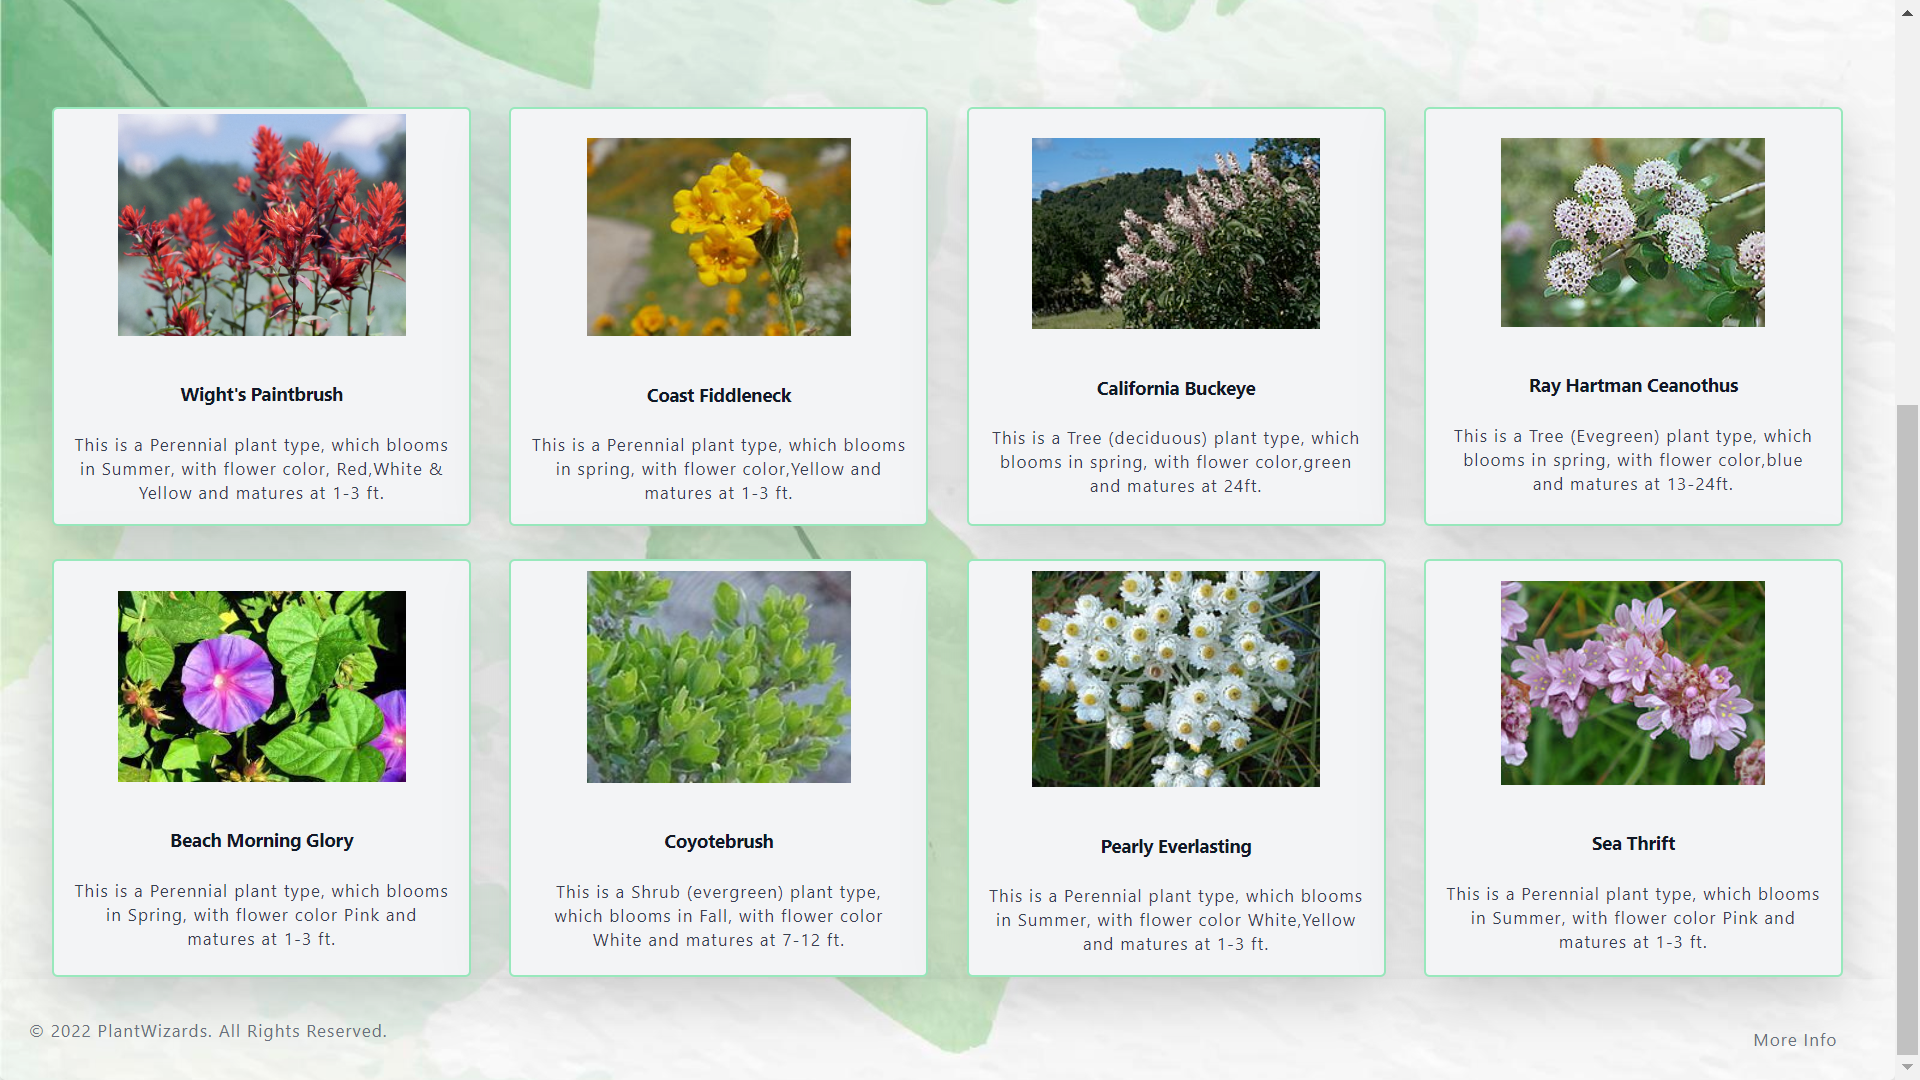 Wight's Paintbrush
This is a Perennial plant type, which blooms
in Summer, with flower color, Red,White &
Yellow and matures at 1-3 ft.
Coast Fiddleneck
This is a Perennial plant type, which blooms
in spring, with flower color,Yellow and
matures at 1-3 ft.
California Buckeye
This is a Tree (deciduous) plant type, which
blooms in spring, with flower color,green
and matures at 24ft.
Ray Hartman Ceanothus
This is a Tree (Evegreen) plant type, which
blooms in spring, with flower color,blue
and matures at 13-24ft.
Beach Morning Glory
This is a Perennial plant type, which blooms
in Spring, with flower color Pink and
matures at 1-3 ft.
Coyotebrush
This is a Shrub (evergreen) plant type,
which blooms in Fall, with flower color
White and matures at 7-12 ft.
Pearly Everlasting
This is a Perennial plant type, which blooms
in Summer, with flower color White,Yellow
and matures at 1-3 ft.
Sea Thrift
This is a Perennial plant type, which blooms
in Summer, with flower color Pink and
matures at 1-3 ft.
© 2022 PlantWizards. All Rights Reserved.
More Info